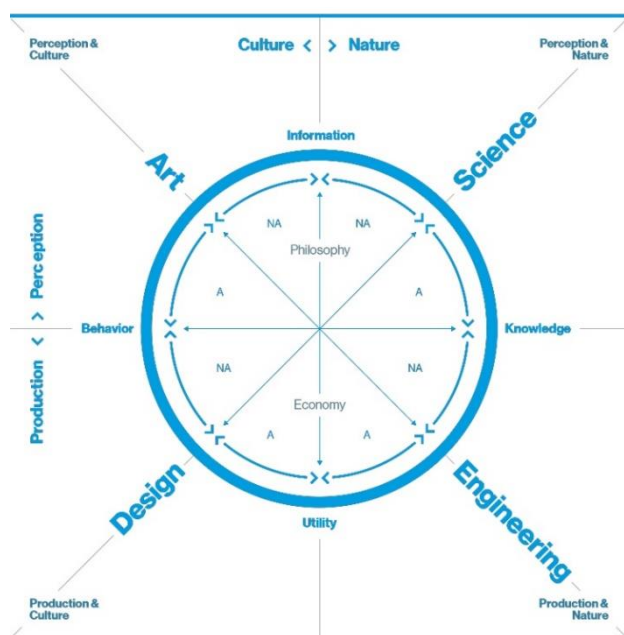 Perception &
Culture
Culture < > Nature
Perception &
Nature
Information
Art
Science
NA
NA
Philosophy
Production < > Perception
A
A
Behavior
Knowledge
NA
NA
Economy
A
A
Design
Engineering
Utility
Production &
Culture
Production &
Nature